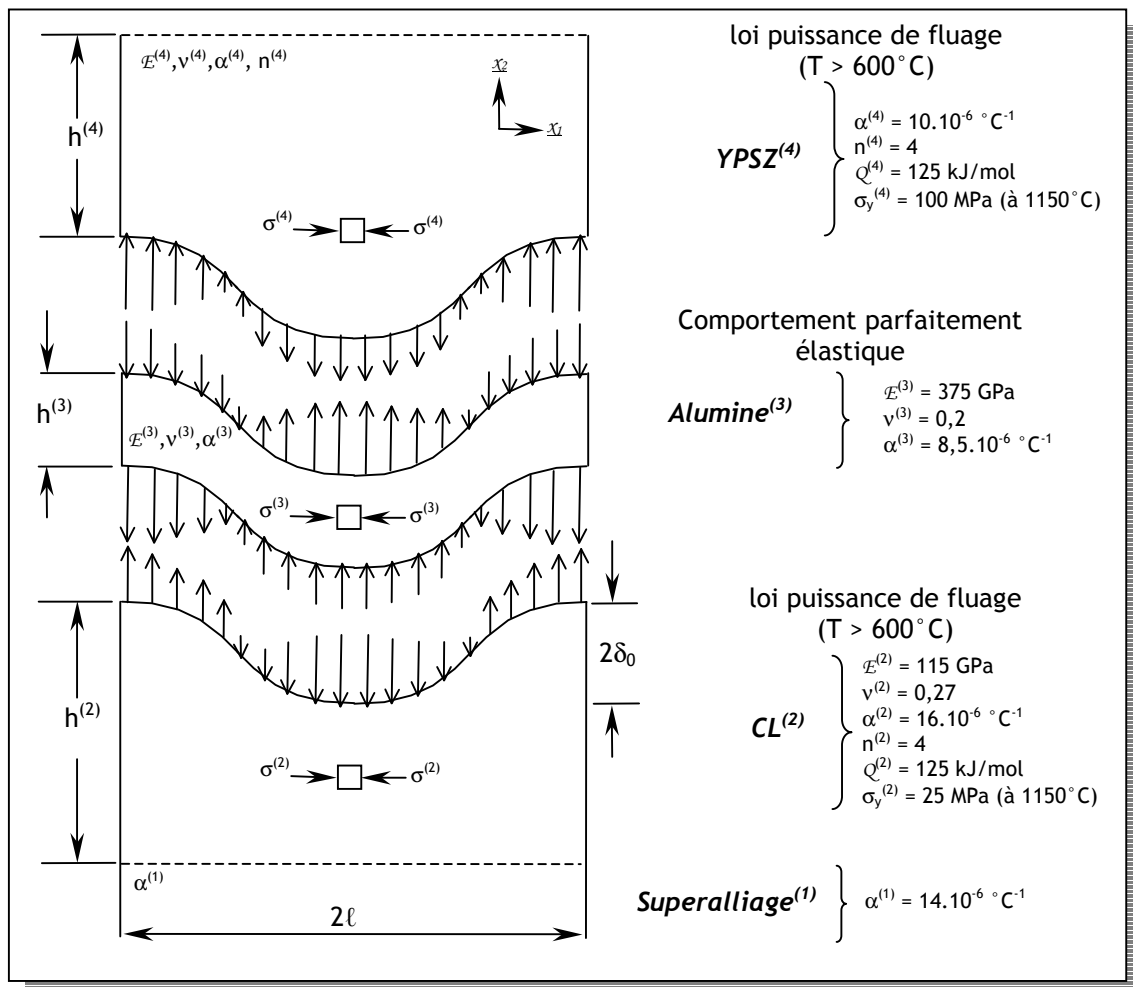 loi puissance de fluage
(T > 600°C)
Ɛ⁽⁴⁾,ν⁽⁴⁾,α⁽⁴⁾, n⁽⁴⁾
x₂
x₁
h⁽⁴⁾
YPSZ⁽⁴⁾
α⁽⁴⁾ = 10.10⁻⁶ °C⁻¹
n⁽⁴⁾ = 4
Q⁽⁴⁾ = 125 kJ/mol
σy⁽⁴⁾ = 100 MPa (à 1150°C)
σ⁽⁴⁾
σ⁽⁴⁾
Comportement parfaitement
élastique
h⁽³⁾
Ɛ⁽³⁾,ν⁽³⁾,α⁽³⁾
Alumine⁽³⁾
Ɛ⁽³⁾ = 375 GPa
ν⁽³⁾ = 0,2
α⁽³⁾ = 8,5.10⁻⁶ °C⁻¹
σ⁽³⁾
σ⁽³⁾
loi puissance de fluage
(T > 600°C)
2δ₀
h⁽²⁾
CL⁽²⁾
Ɛ⁽²⁾ = 115 GPa
ν⁽²⁾ = 0,27
α⁽²⁾ = 16.10⁻⁶ °C⁻¹
n⁽²⁾ = 4
Q⁽²⁾ = 125 kJ/mol
σy⁽²⁾ = 25 MPa (à 1150°C)
σ⁽²⁾
σ⁽²⁾
α⁽¹⁾
Superalliage⁽¹⁾
α⁽¹⁾ = 14.10⁻⁶ °C⁻¹
2ℓ